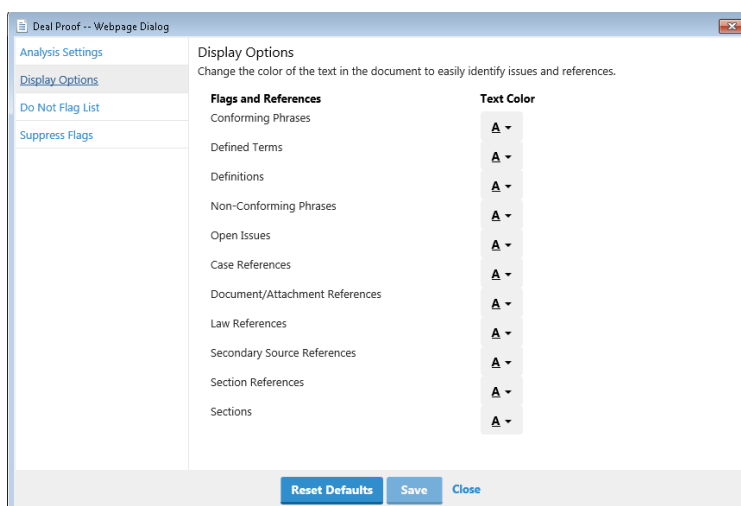 Deal Proof -- Webpage Dialog
Analysis Settings
Display Options
Do Not Flag List
Suppress Flags
Display Options
Change the color of the text in the document to easily identify issues and references.
Flags and References Text Color
Conforming Phrases A
Defined Terms A
Definitions A
Non-Conforming Phrases A
Open Issues A
Case References A
Document/Attachment References A
Law References A
Secondary Source References A
Section References A
Sections A
Reset Defaults Save Close